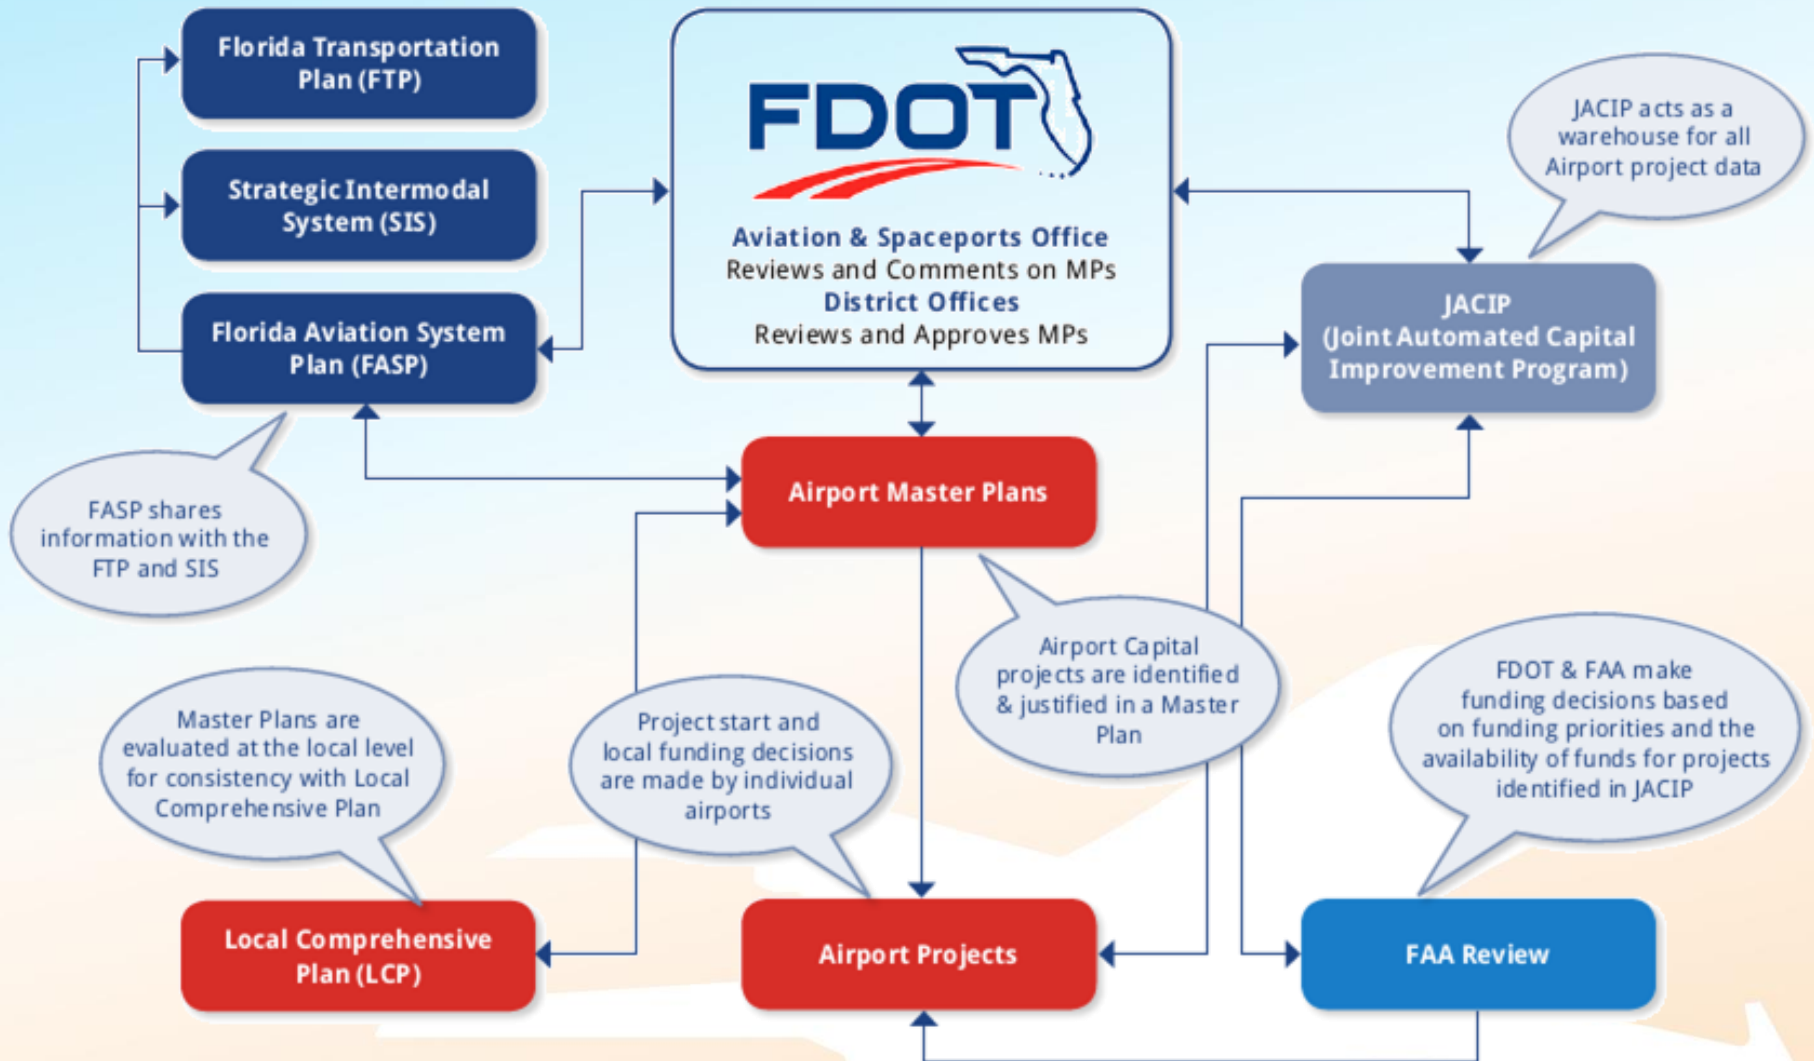 Florida Transportation
Plan (FTP)
Strategic Intermodal
System (SIS)
Florida Aviation System
Plan (FASP)
FASP shares
information with the
FTP and SIS
FDOT
Aviation & Spaceports Office
Reviews and Comments on MPs
District Offices
Reviews and Approves MPs
JACIP acts as a
warehouse for all
Airport project data
JACIP
(Joint Automated Capital
Improvement Program)
Airport Master Plans
Airport Capital
projects are identified
& justified in a Master
Plan
Master Plans are
evaluated at the local level
for consistency with Local
Comprehensive Plan
Project start and
local funding decisions
are made by individual
airports
FDOT & FAA make
funding decisions based
on funding priorities and the
availability of funds for projects
identified in JACIP
Local Comprehensive
Plan (LCP)
Airport Projects
FAA Review